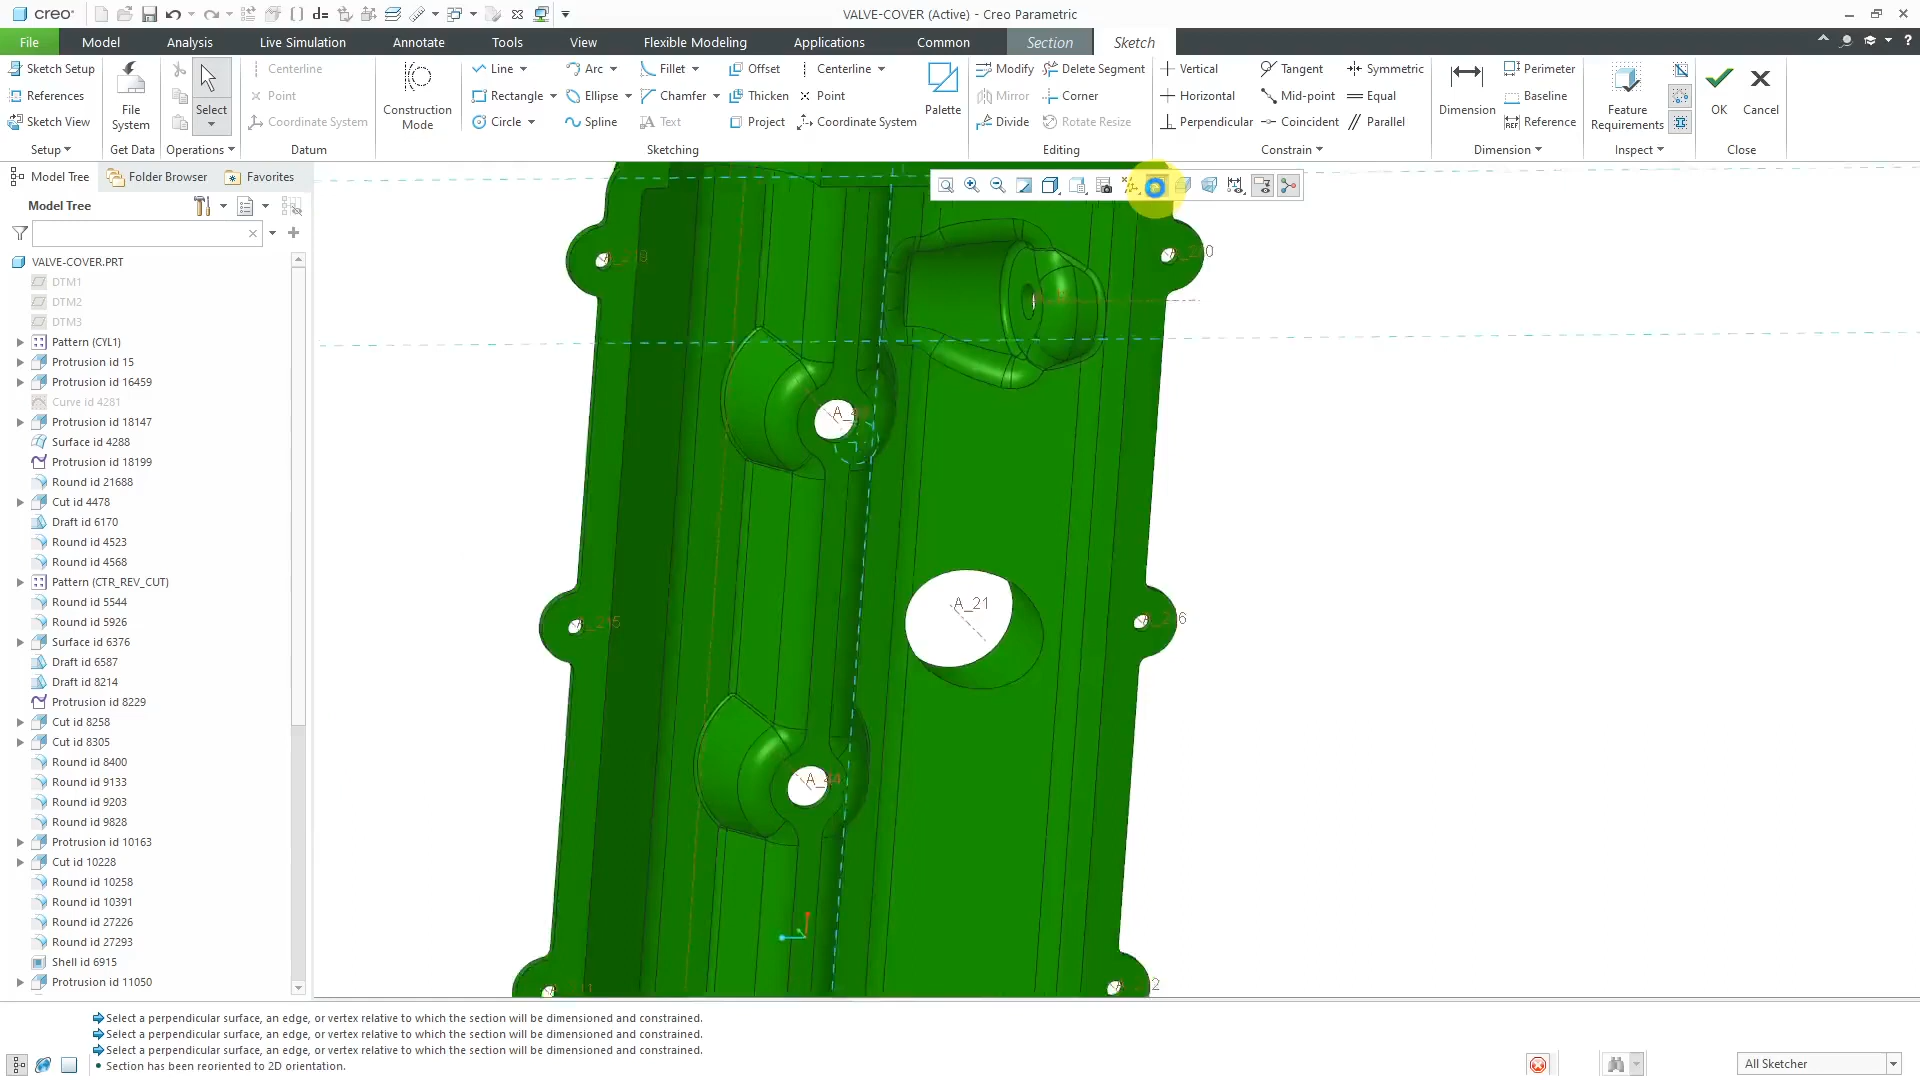 creo
VALVE-COVER (Active) - Creo Parametric
File
Model
Analysis
Live Simulation
Annotate
Tools
View
Flexible Modeling
Applications
Common
Section
Sketch
Sketch Setup
References
Sketch View
Setup
File System
Get Data
Select
Operations
Centerline
Point
Coordinate System
Datum
Construction Mode
Line
Rectangle
Circle
Arc
Ellipse
Spline
Fillet
Chamfer
Text
Offset
Thicken
Project
Centerline
Point
Coordinate System
Palette
Sketching
Modify
Mirror
Divide
Delete Segment
Corner
Rotate Resize
Editing
Vertical
Horizontal
Perpendicular
Tangent
Mid-point
Coincident
Symmetric
Equal
Parallel
Constrain
Dimension
Perimeter
Baseline
Reference
Dimension
Feature Requirements
Inspect
OK
Cancel
Close
Model Tree
Folder Browser
Favorites
Model Tree
VALVE-COVER.PRT
DTM1
DTM2
DTM3
Pattern (CYL1)
Protrusion id 15
Protrusion id 16459
Curve id 4281
Protrusion id 18147
Surface id 4288
Protrusion id 18199
Round id 21688
Cut id 4478
Draft id 6170
Round id 4523
Round id 4568
Pattern (CTR_REV_CUT)
Round id 5544
Round id 5926
Surface id 6376
Draft id 6587
Draft id 8214
Protrusion id 8229
Cut id 8258
Cut id 8305
Round id 8400
Round id 9133
Round id 9203
Round id 9828
Protrusion id 10163
Cut id 10228
Round id 10258
Round id 10391
Round id 27226
Round id 27293
Shell id 6915
Protrusion id 11050
A_21
A_44
A_215
Select a perpendicular surface, an edge, or vertex relative to which the section will be dimensioned and constrained.
Select a perpendicular surface, an edge, or vertex relative to which the section will be dimensioned and constrained.
Select a perpendicular surface, an edge, or vertex relative to which the section will be dimensioned and constrained.
• Section has been reoriented to 2D orientation.
All Sketcher